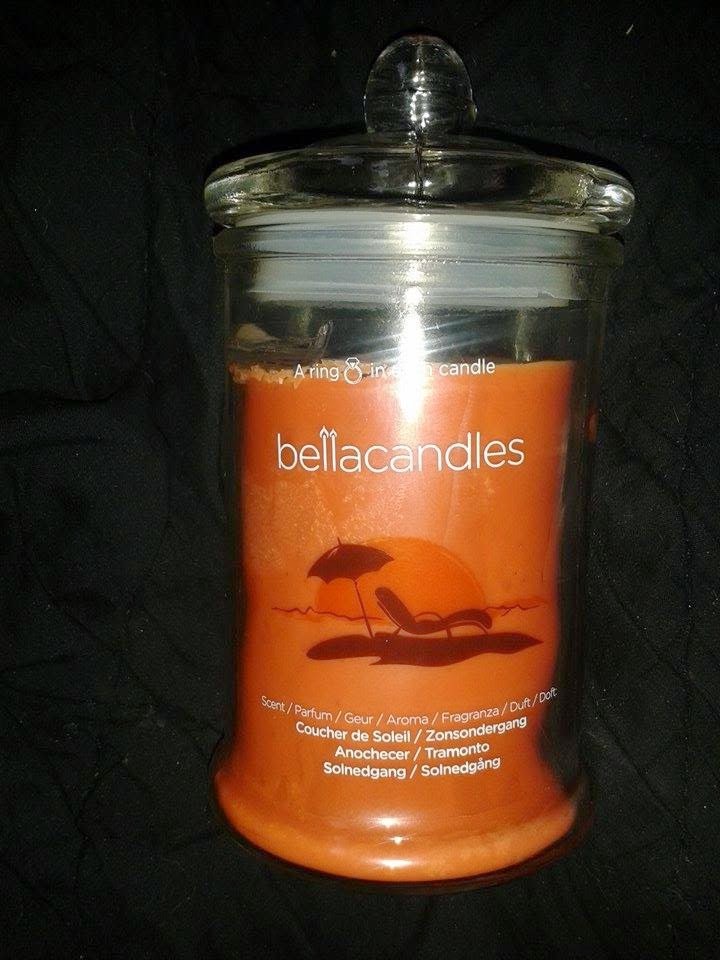 A ring in candle
bellacandles
Scent / Parfum / Geur / Aroma / Fragranza / Duft / Doft
Coucher de Soleil / Zonsondergang
Anochecer / Tramonto
Solnedgang / Solnedgång